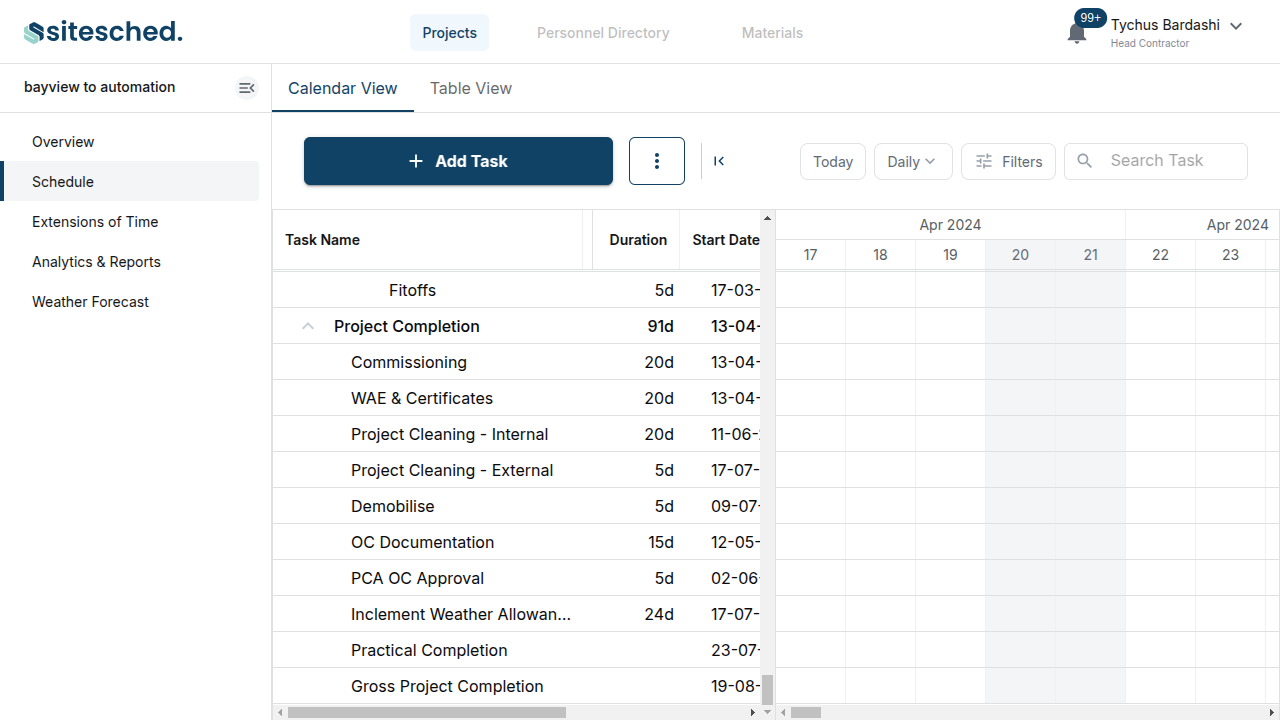 sitesched.
Projects
Personnel Directory
Materials
99+
Tychus Bardashi
Head Contractor
bayview to automation
Overview
Schedule
Extensions of Time
Analytics & Reports
Weather Forecast
Calendar View
Table View
Add Task
Today
Daily
Filters
Search Task
Task Name Duration Start Date
Apr 2024 Apr 2024
17 18 19 20 21 22 23
Fitoffs 5d 17-03-
Project Completion 91d 13-04-
Commissioning 20d 13-04-
WAE & Certificates 20d 13-04-
Project Cleaning - Internal 20d 11-06-
Project Cleaning - External 5d 17-07-
Demobilise 5d 09-07-
OC Documentation 15d 12-05-
PCA OC Approval 5d 02-06-
Inclement Weather Allowan... 24d 17-07-
Practical Completion 23-07-
Gross Project Completion 19-08-